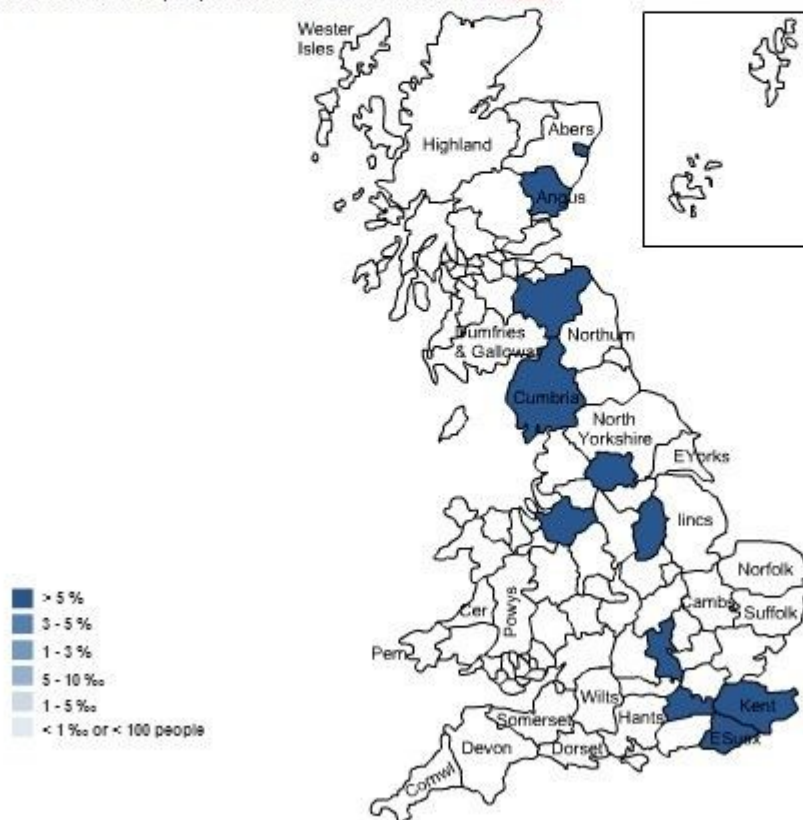 Wester
Isles
Abers
Highland
Angus
Dumfries
& Galloway
Northum
Cumbria
North
Yorkshire
EYorks
lincs
Norfolk
Cambs
Suffolk
Cer
Powys
Pem
Wilts
Kent
Somerset
Hants
ESusx
Devon
Dorset
Cornwl
> 5 %
3 - 5 %
1 - 3 %
5 - 10 ‰
1 - 5 ‰
< 1 ‰ or < 100 people